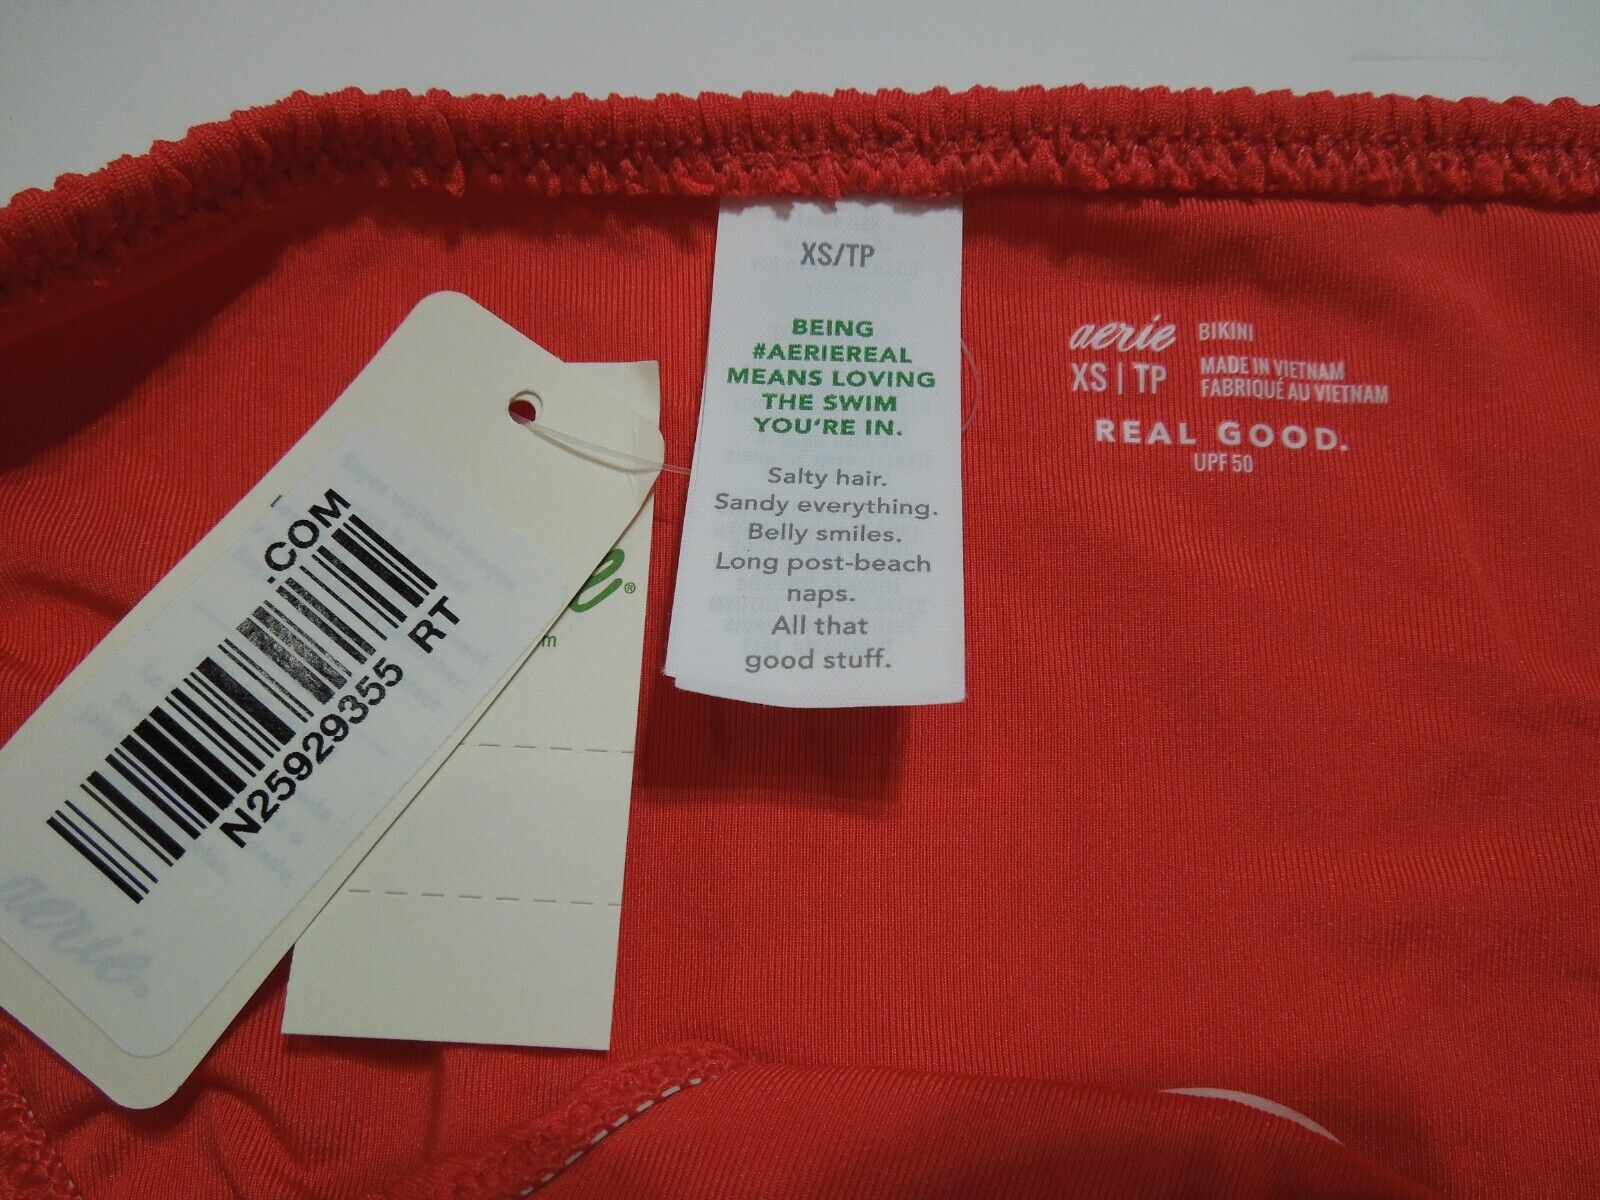 XS/TP
BEING
#AERIEREAL
MEANS LOVING
THE SWIM
YOU'RE IN.
Salty hair.
Sandy everything.
Belly smiles.
Long post-beach
naps.
All that
good stuff.
aerie BIKINI
XS | TP MADE IN VIETNAM
FABRIQUÉ AU VIETNAM
REAL GOOD.
UPF 50
.COM
N25929355 RT
e®
m
aerie®